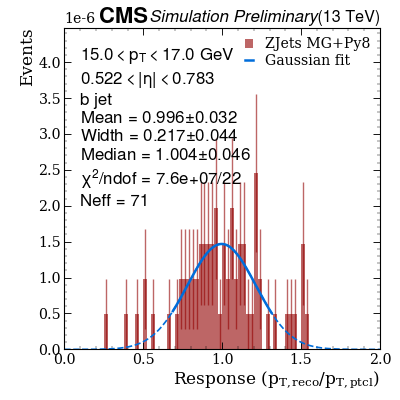 1e-6 CMS Simulation Preliminary (13 TeV)
Events
15.0 < p_T < 17.0 GeV
0.522 < |η| < 0.783
b jet
Mean = 0.996±0.032
Width = 0.217±0.044
Median = 1.004±0.046
χ²/ndof = 7.6e+07/22
Neff = 71
ZJets MG+Py8
Gaussian fit
4.0
3.5
3.0
2.5
2.0
1.5
1.0
0.5
0.0
0.0 0.5 1.0 1.5 2.0
Response (p_T,reco/p_T,ptcl)